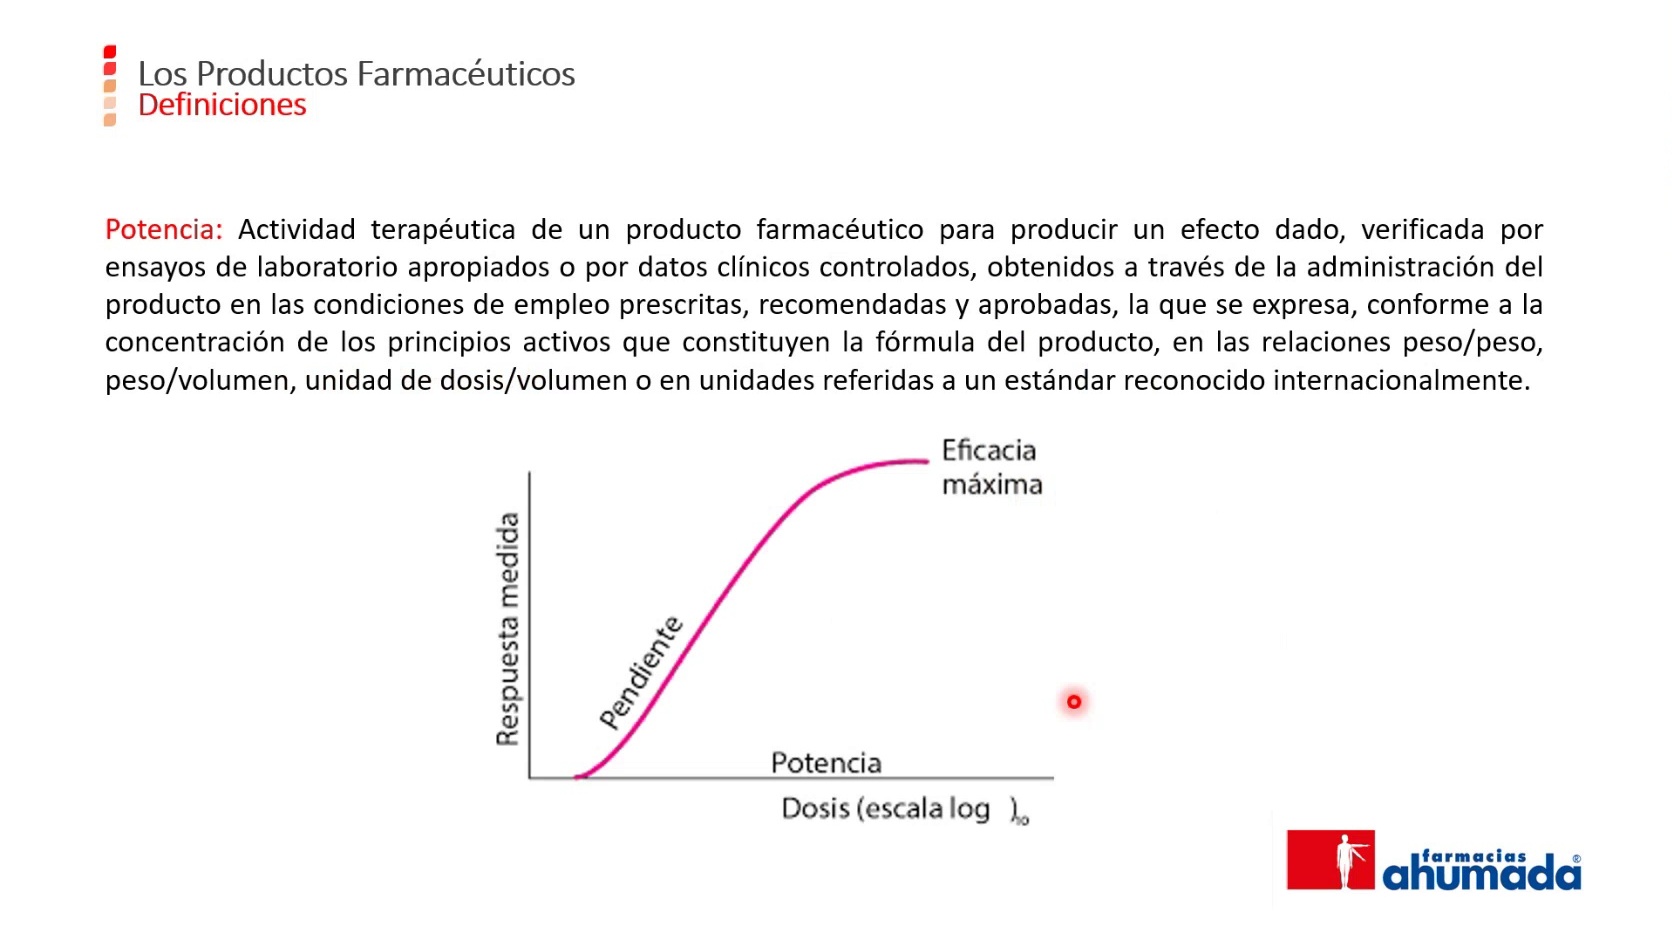 Los Productos Farmacéuticos
Definiciones
Potencia: Actividad terapéutica de un producto farmacéutico para producir un efecto dado, verificada por
ensayos de laboratorio apropiados o por datos clínicos controlados, obtenidos a través de la administración del
producto en las condiciones de empleo prescritas, recomendadas y aprobadas, la que se expresa, conforme a la
concentración de los principios activos que constituyen la fórmula del producto, en las relaciones peso/peso,
peso/volumen, unidad de dosis/volumen o en unidades referidas a un estándar reconocido internacionalmente.
Eficacia
máxima
Respuesta medida
Pendiente
Potencia
Dosis (escala log )₁₀
farmacias
ahumada®